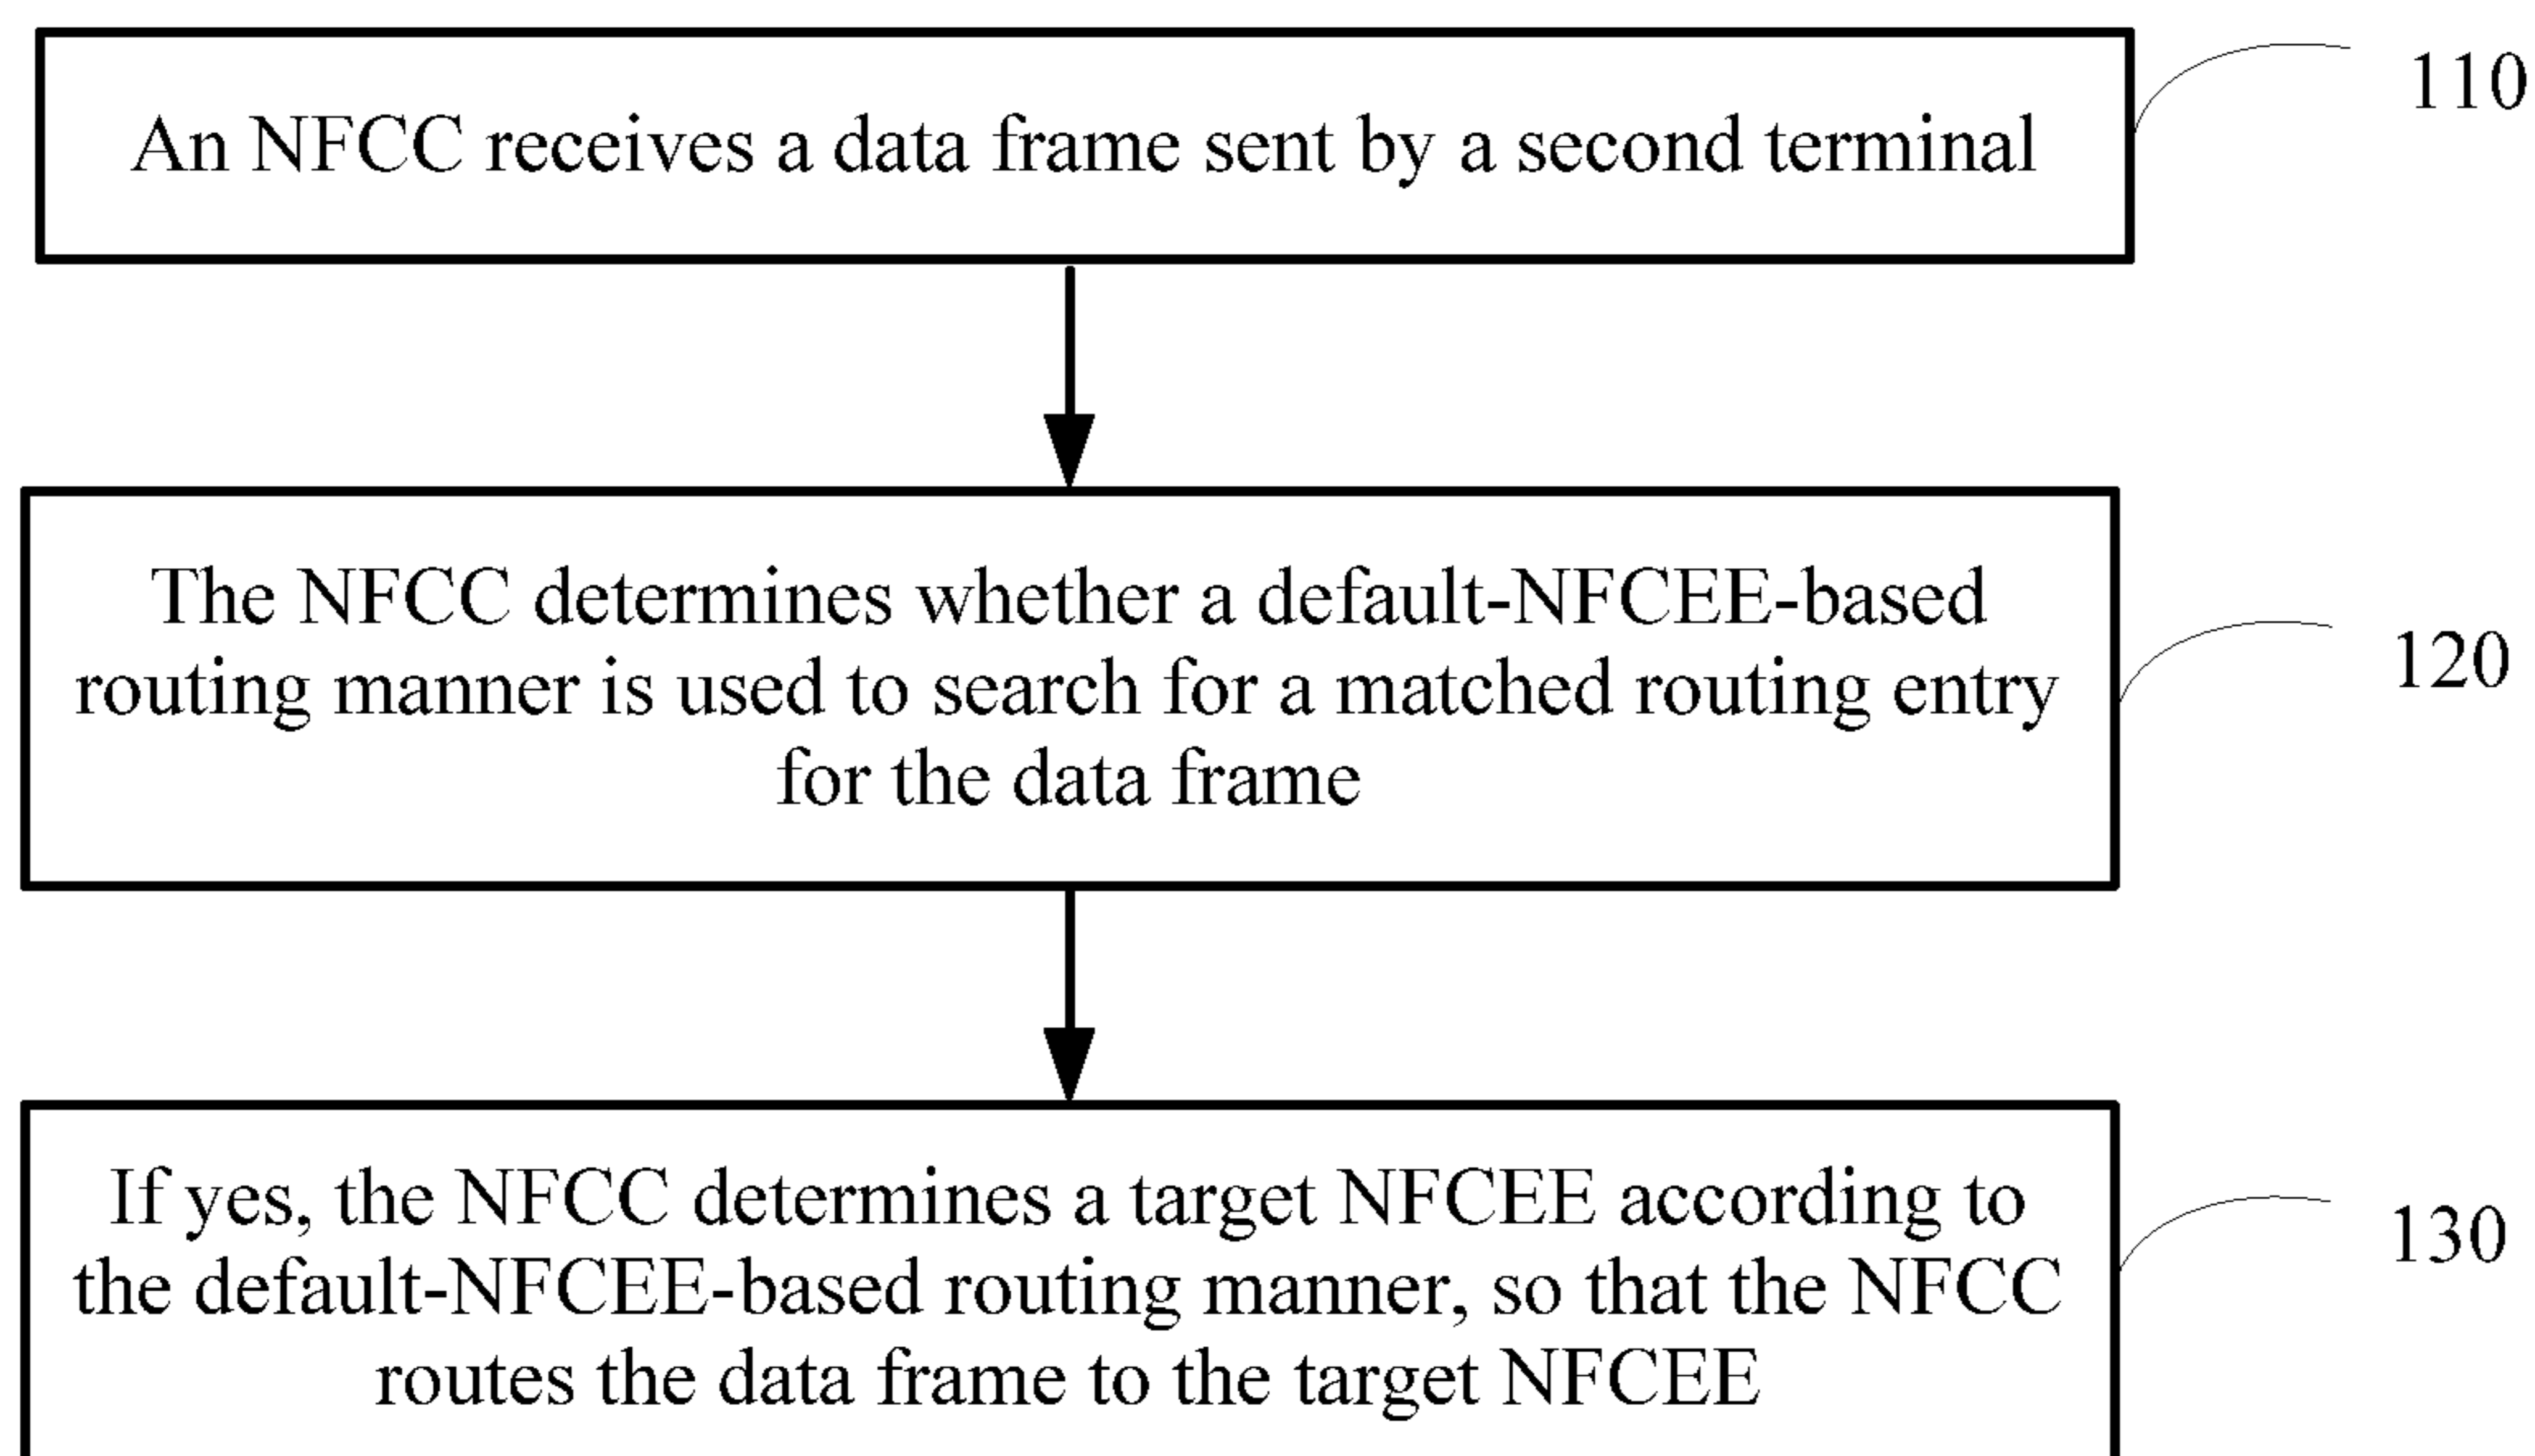 An NFCC receives a data frame sent by a second terminal
110
The NFCC determines whether a default-NFCEE-based
routing manner is used to search for a matched routing entry
for the data frame
120
If yes, the NFCC determines a target NFCEE according to
the default-NFCEE-based routing manner, so that the NFCC
routes the data frame to the target NFCEE
130